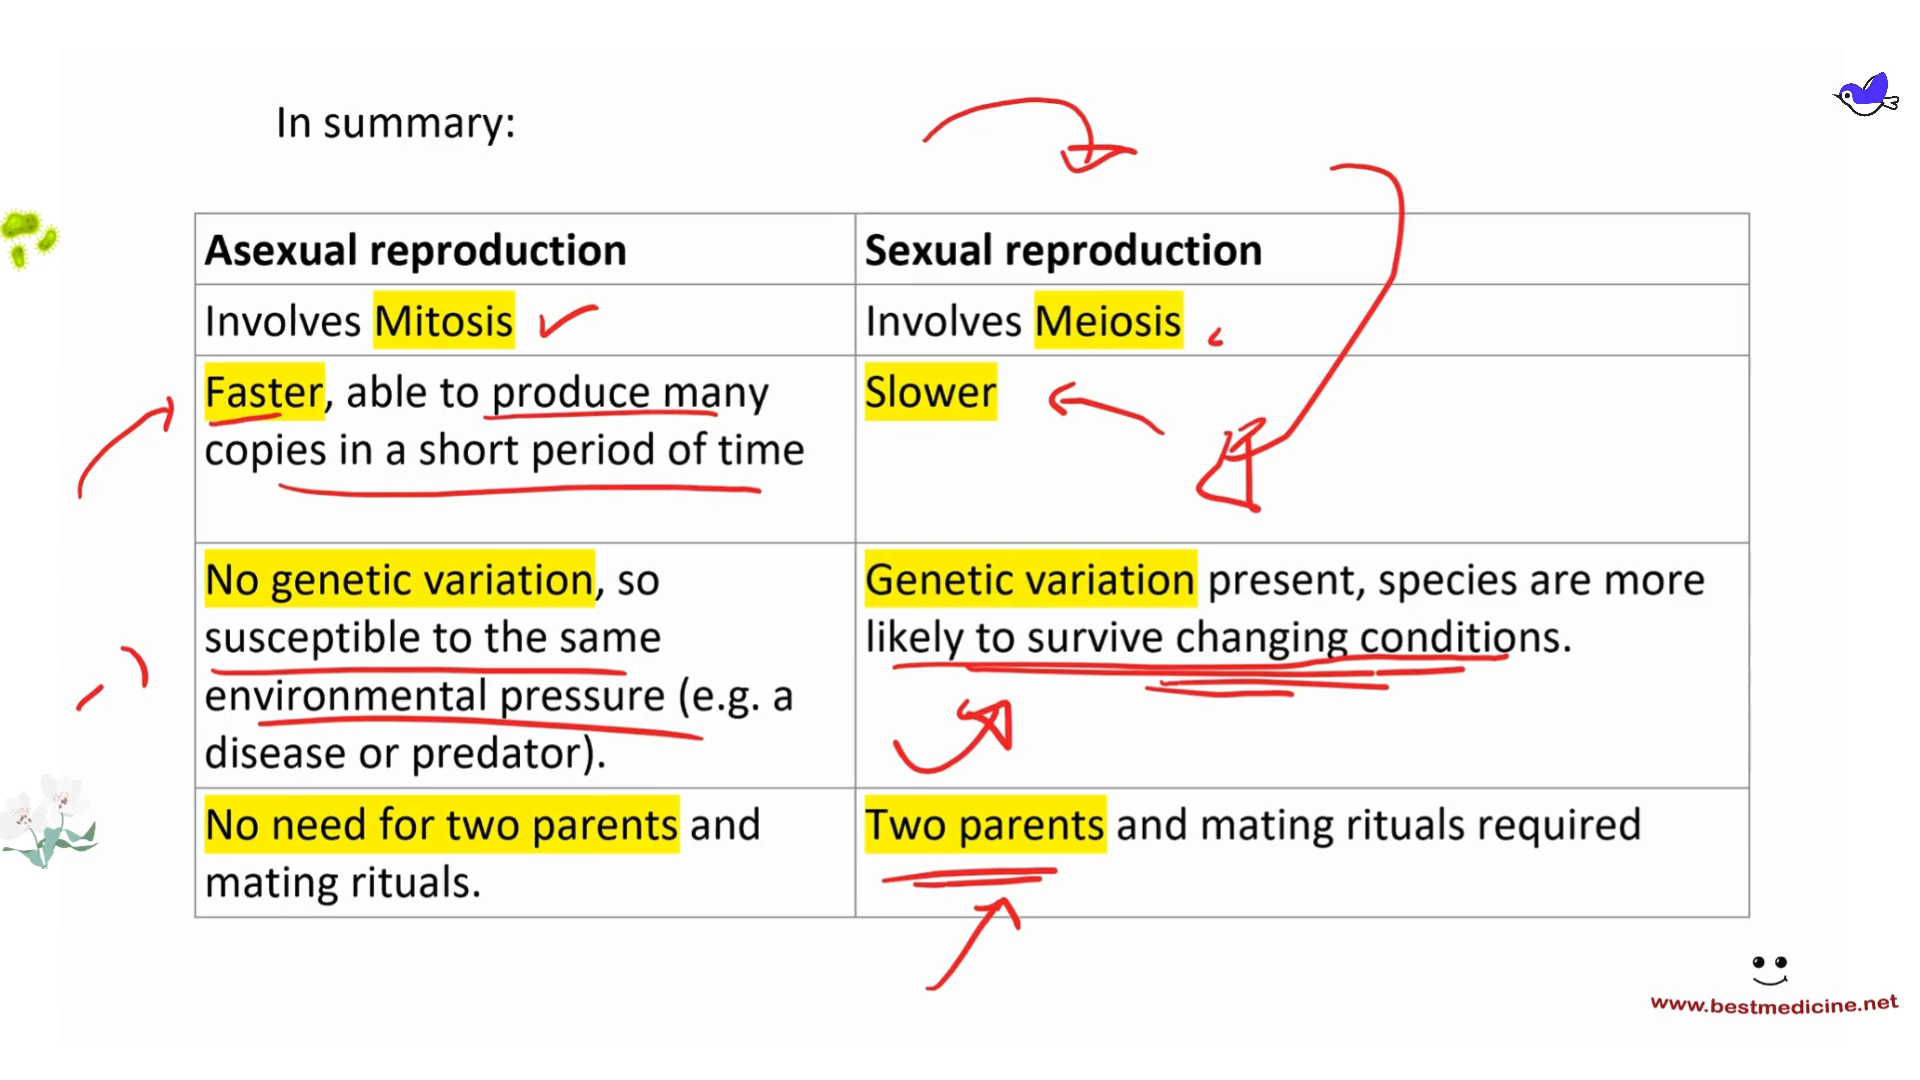 In summary:
Asexual reproduction
Sexual reproduction
Involves Mitosis
Involves Meiosis
Faster, able to produce many
copies in a short period of time
Slower
No genetic variation, so
susceptible to the same
environmental pressure (e.g. a
disease or predator).
Genetic variation present, species are more
likely to survive changing conditions.
No need for two parents and
mating rituals.
Two parents and mating rituals required
www.bestmedicine.net